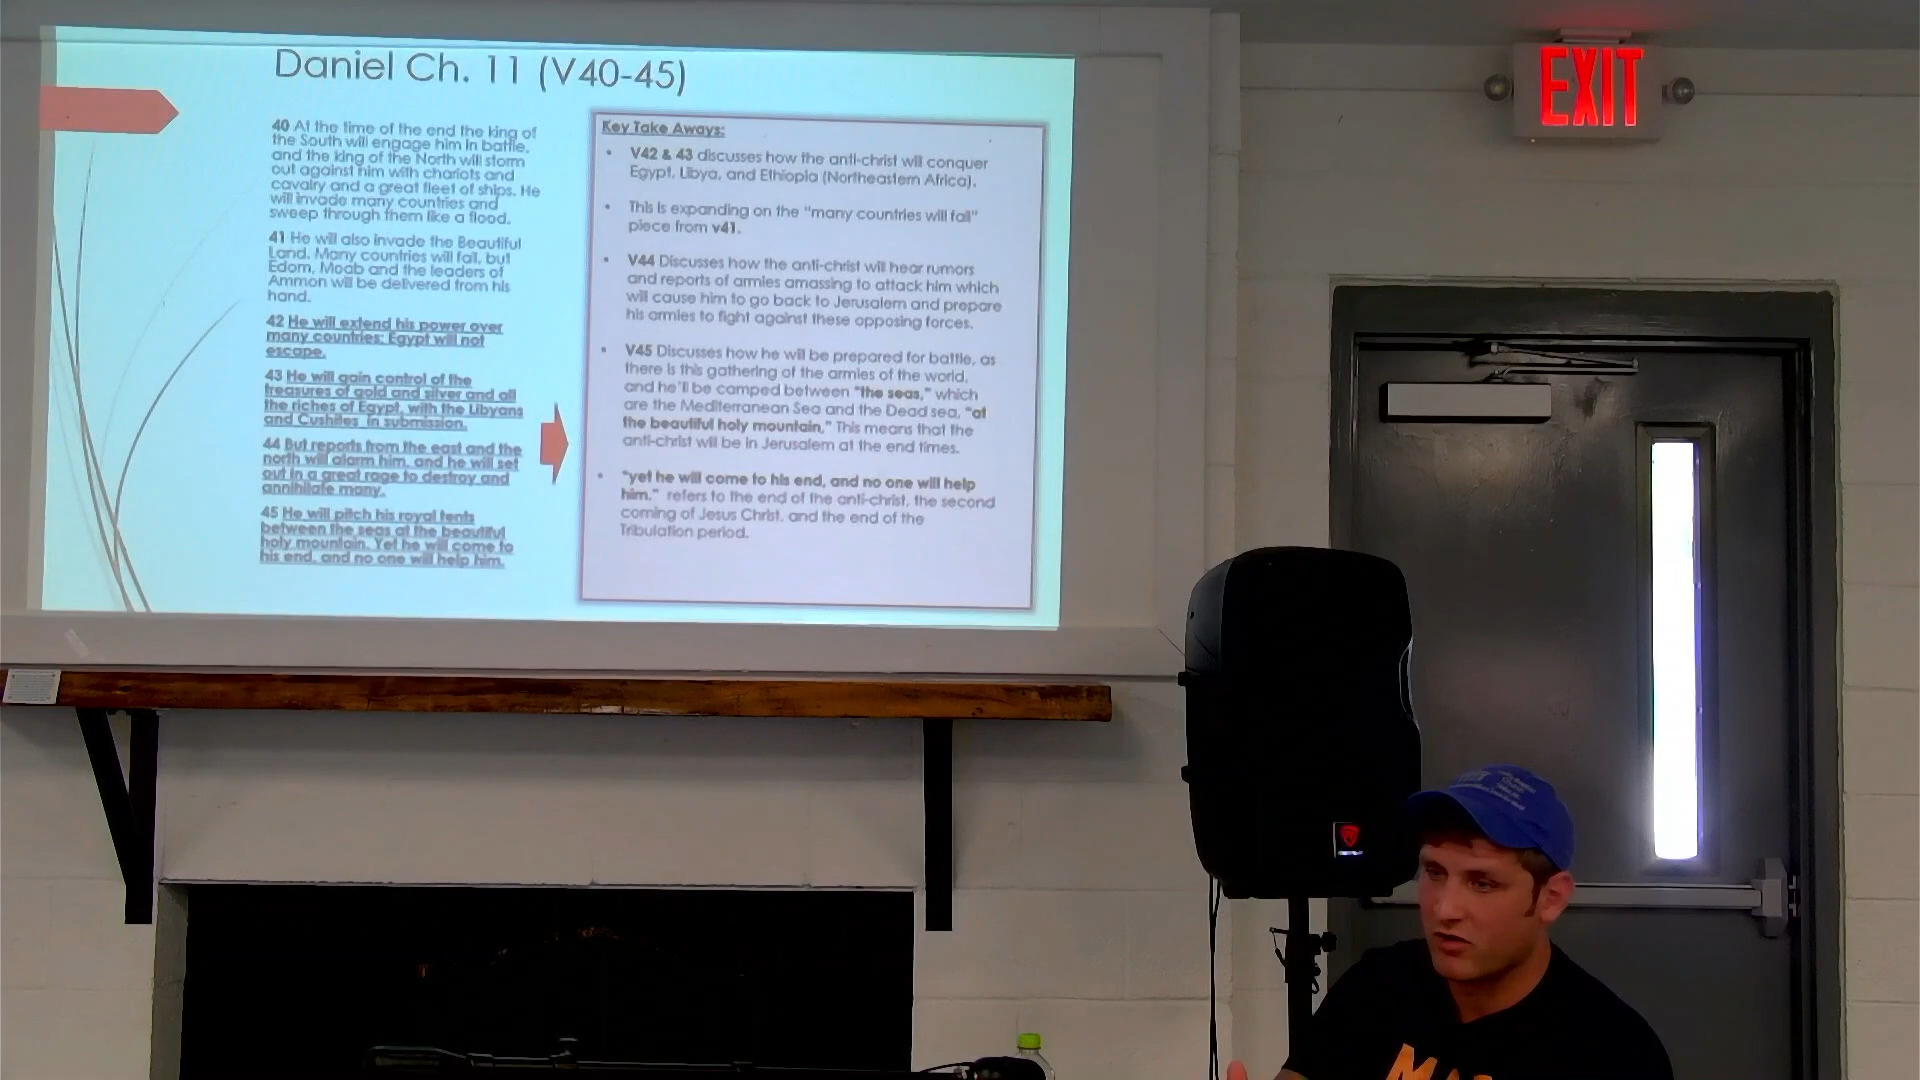 Daniel Ch. 11 (V40-45)
40 At the time of the end the king of
the South will engage him in battle,
and the king of the North will storm
out against him with chariots and
cavalry and a great fleet of ships. He
will invade many countries and
sweep through them like a flood.
41 He will also invade the Beautiful
Land. Many countries will fall, but
Edom, Moab and the leaders of
Ammon will be delivered from his
hand.
42 He will extend his power over
many countries; Egypt will not
escape.
43 He will gain control of the
treasures of gold and silver and all
the riches of Egypt, with the Libyans
and Cushites in submission.
44 But reports from the east and the
north will alarm him, and he will set
out in a great rage to destroy and
annihilate many.
45 He will pitch his royal tents
between the seas at the beautiful
holy mountain. Yet he will come to
his end, and no one will help him.
Key Take Aways:
• V42 & 43 discusses how the anti-christ will conquer
Egypt, Libya, and Ethiopia (Northeastern Africa).
• This is expanding on the "many countries will fall"
piece from v41.
• V44 Discusses how the anti-christ will hear rumors
and reports of armies amassing to attack him which
will cause him to go back to Jerusalem and prepare
his armies to fight against these opposing forces.
• V45 Discusses how he will be prepared for battle, as
there is this gathering of the armies of the world,
and he'll be camped between "the seas," which
are the Mediterranean Sea and the Dead sea, "at
the beautiful holy mountain." This means that the
anti-christ will be in Jerusalem at the end times.
• "yet he will come to his end, and no one will help
him." refers to the end of the anti-christ, the second
coming of Jesus Christ, and the end of the
Tribulation period.
EXIT